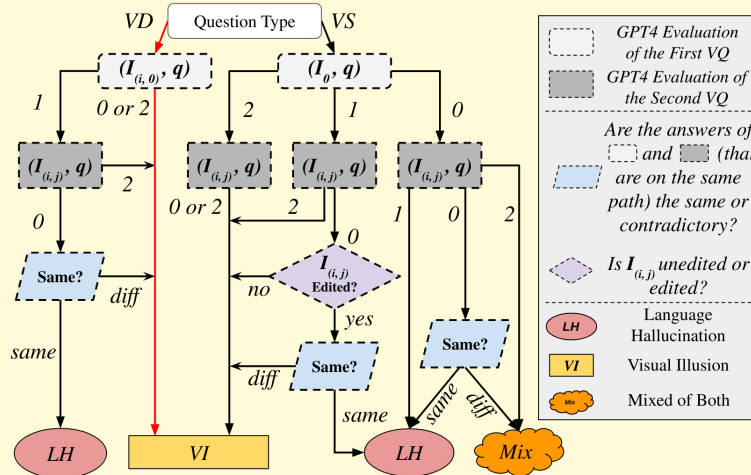 VD
Question Type
VS
(I(i, 0), q)
(I0, q)
1
0 or 2
2
1
0
(I(i, j), q)
(I(i, j), q)
(I(i, j), q)
(I(i, j), q)
2
0 or 2
2
1
0
2
0
0
Same?
diff
no
I(i, j)
Edited?
yes
same
diff
Same?
Same?
same
same
diff
LH
VI
LH
Mix
GPT4 Evaluation
of the First VQ
GPT4 Evaluation of
the Second VQ
Are the answers of
and (that
are on the same
path) the same or
contradictory?
Is I(i, j) unedited or
edited?
LH
Language
Hallucination
VI
Visual Illusion
Mix
Mixed of Both